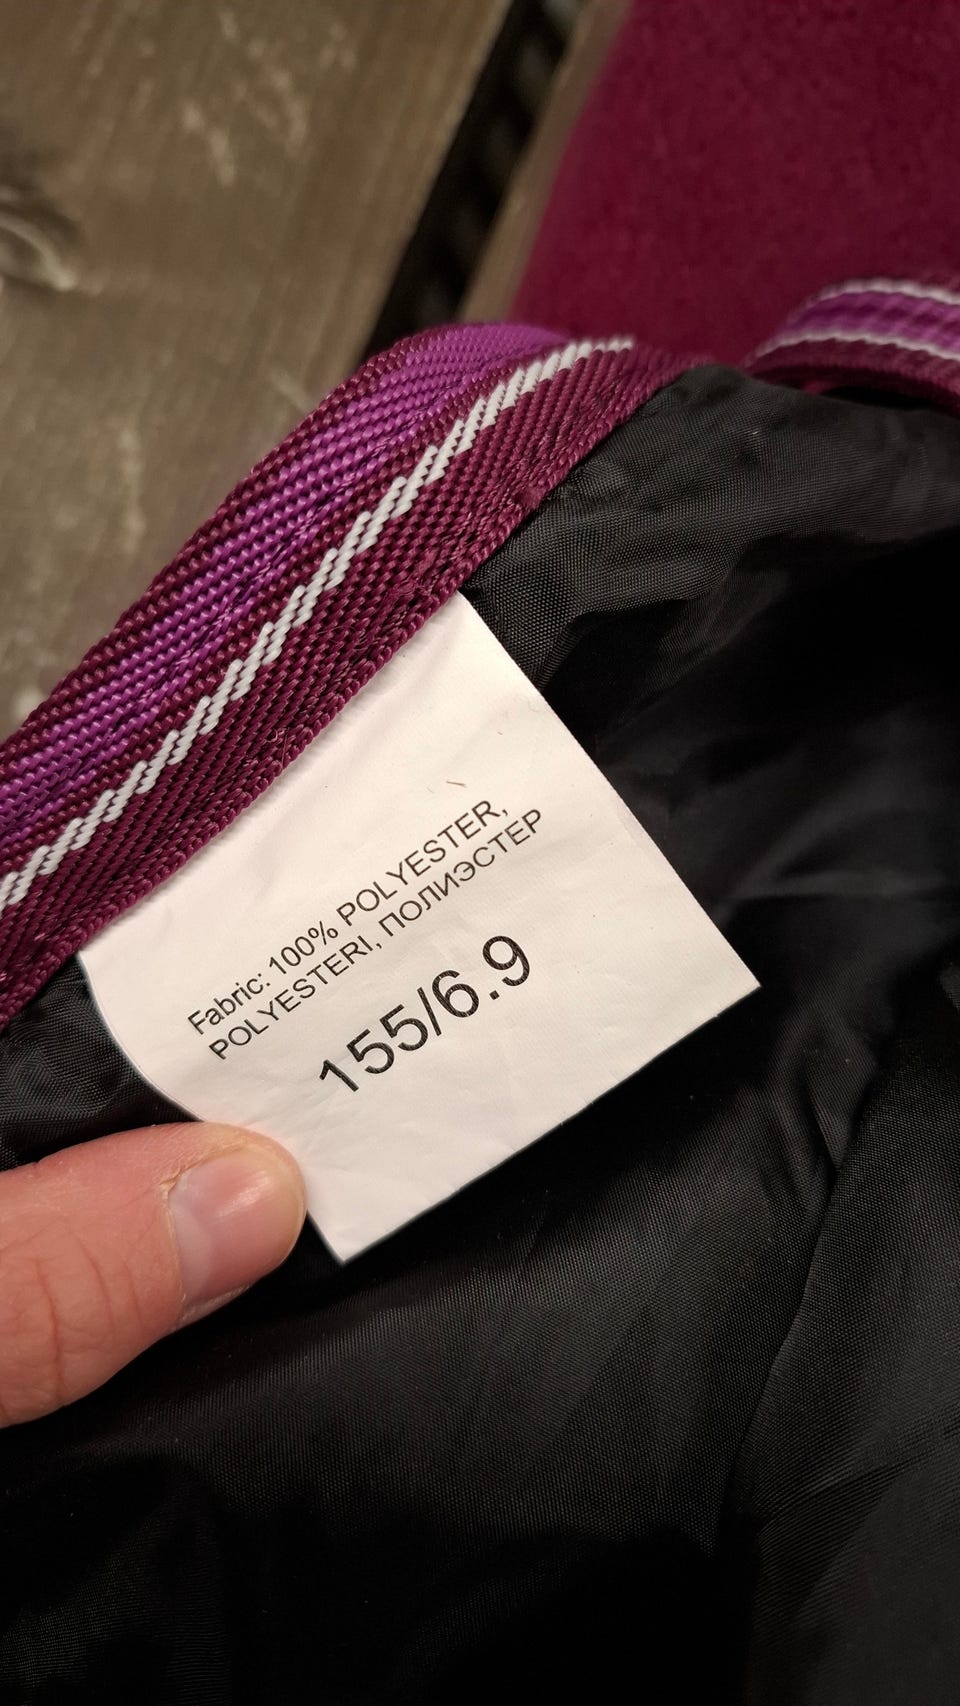 Fabric: 100% POLYESTER,
POLYESTERI, ПОЛИЭСТЕР
155/6.9